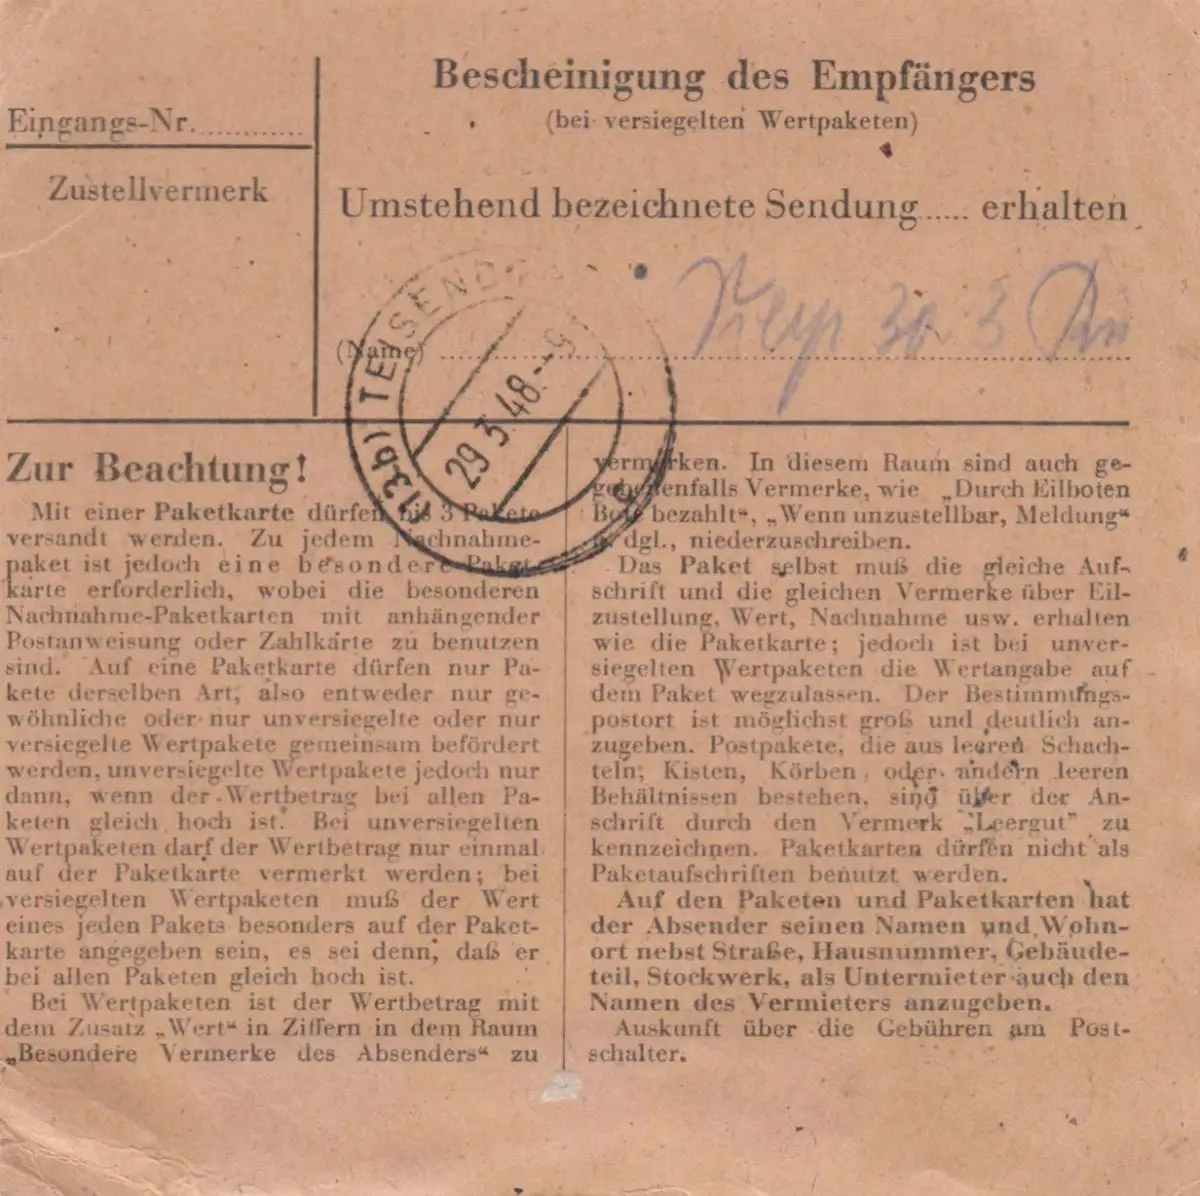 Bescheinigung des Empfängers
(bei versiegelten Wertpaketen)
Eingangs-Nr.
Zustellvermerk
Umstehend bezeichnete Sendung..... erhalten
(Name)
30. 3
(13b) TEISENDORF
29.3.48.--9
Zur Beachtung!
Mit einer Paketkarte dürfen bis 3 Pakete
versandt werden. Zu jedem Nachnahme-
paket ist jedoch eine besondere Paket-
karte erforderlich, wobei die besonderen
Nachnahme-Paketkarten mit anhängender
Postanweisung oder Zahlkarte zu benutzen
sind. Auf eine Paketkarte dürfen nur Pa-
kete derselben Art, also entweder nur ge-
wöhnliche oder nur unversiegelte oder nur
versiegelte Wertpakete gemeinsam befördert
werden, unversiegelte Wertpakete jedoch nur
dann, wenn der Wertbetrag bei allen Pa-
keten gleich hoch ist. Bei unversiegelten
Wertpaketen darf der Wertbetrag nur einmal
auf der Paketkarte vermerkt werden; bei
versiegelten Wertpaketen muß der Wert
eines jeden Pakets besonders auf der Paket-
karte angegeben sein, es sei denn, daß er
bei allen Paketen gleich hoch ist.
Bei Wertpaketen ist der Wertbetrag mit
dem Zusatz „Wert“ in Ziffern in dem Raum
„Besondere Vermerke des Absenders“ zu
vermerken. In diesem Raum sind auch ge-
gebenenfalls Vermerke, wie „Durch Eilboten
Bote bezahlt“, „Wenn unzustellbar, Meldung“
u. dgl., niederzuschreiben.
Das Paket selbst muß die gleiche Auf-
schrift und die gleichen Vermerke über Eil-
zustellung, Wert, Nachnahme usw. erhalten
wie die Paketkarte; jedoch ist bei unver-
siegelten Wertpaketen die Wertangabe auf
dem Paket wegzulassen. Der Bestimmungs-
postort ist möglichst groß und deutlich an-
zugeben. Postpakete, die aus leeren Schach-
teln, Kisten, Körben oder andern leeren
Behältnissen bestehen, sind über der An-
schrift durch den Vermerk „Leergut" zu
kennzeichnen. Paketkarten dürfen nicht als
Paketaufschriften benutzt werden.
Auf den Paketen und Paketkarten hat
der Absender seinen Namen und Wohn-
ort nebst Straße, Hausnummer, Gebäude-
teil, Stockwerk, als Untermieter auch den
Namen des Vermieters anzugeben.
Auskunft über die Gebühren am Post-
schalter.